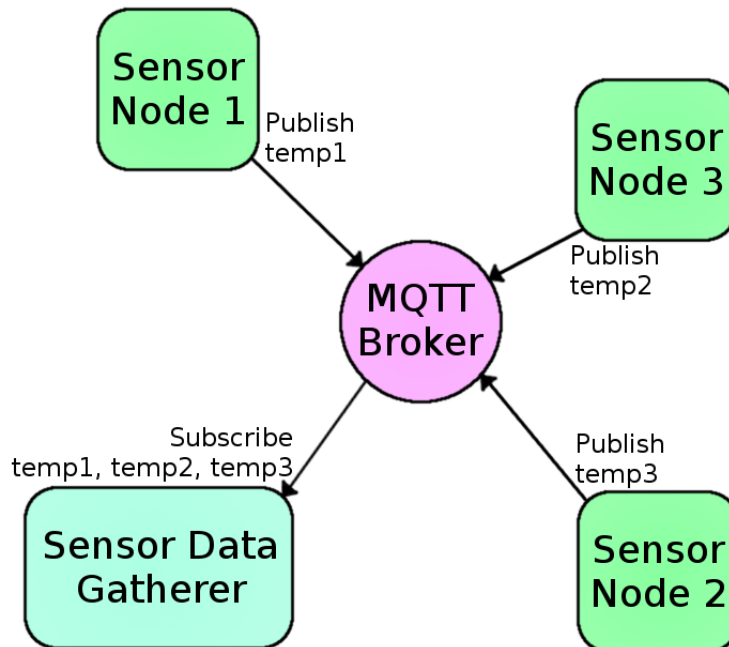 Sensor
Node 1
Publish
temp1
Sensor
Node 3
Publish
temp2
MQTT
Broker
Subscribe
temp1, temp2, temp3
Publish
temp3
Sensor Data
Gatherer
Sensor
Node 2